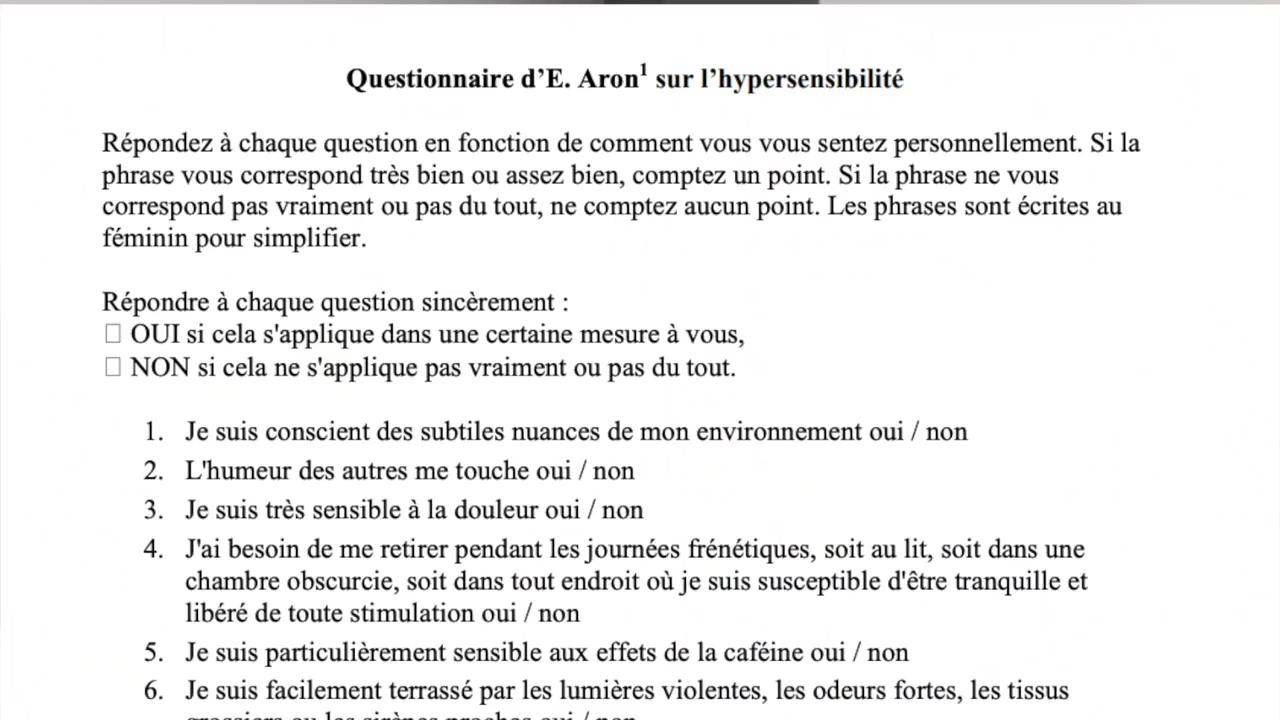 Questionnaire d’E. Aron1 sur l’hypersensibilité
Répondez à chaque question en fonction de comment vous vous sentez personnellement. Si la
phrase vous correspond très bien ou assez bien, comptez un point. Si la phrase ne vous
correspond pas vraiment ou pas du tout, ne comptez aucun point. Les phrases sont écrites au
féminin pour simplifier.
Répondre à chaque question sincèrement :
□ OUI si cela s'applique dans une certaine mesure à vous,
□ NON si cela ne s'applique pas vraiment ou pas du tout.
1. Je suis conscient des subtiles nuances de mon environnement oui / non
2. L'humeur des autres me touche oui / non
3. Je suis très sensible à la douleur oui / non
4. J'ai besoin de me retirer pendant les journées frénétiques, soit au lit, soit dans une
chambre obscurcie, soit dans tout endroit où je suis susceptible d'être tranquille et
libéré de toute stimulation oui / non
5. Je suis particulièrement sensible aux effets de la caféine oui / non
6. Je suis facilement terrassé par les lumières violentes, les odeurs fortes, les tissus
grossiers ou les sirènes proches oui / non